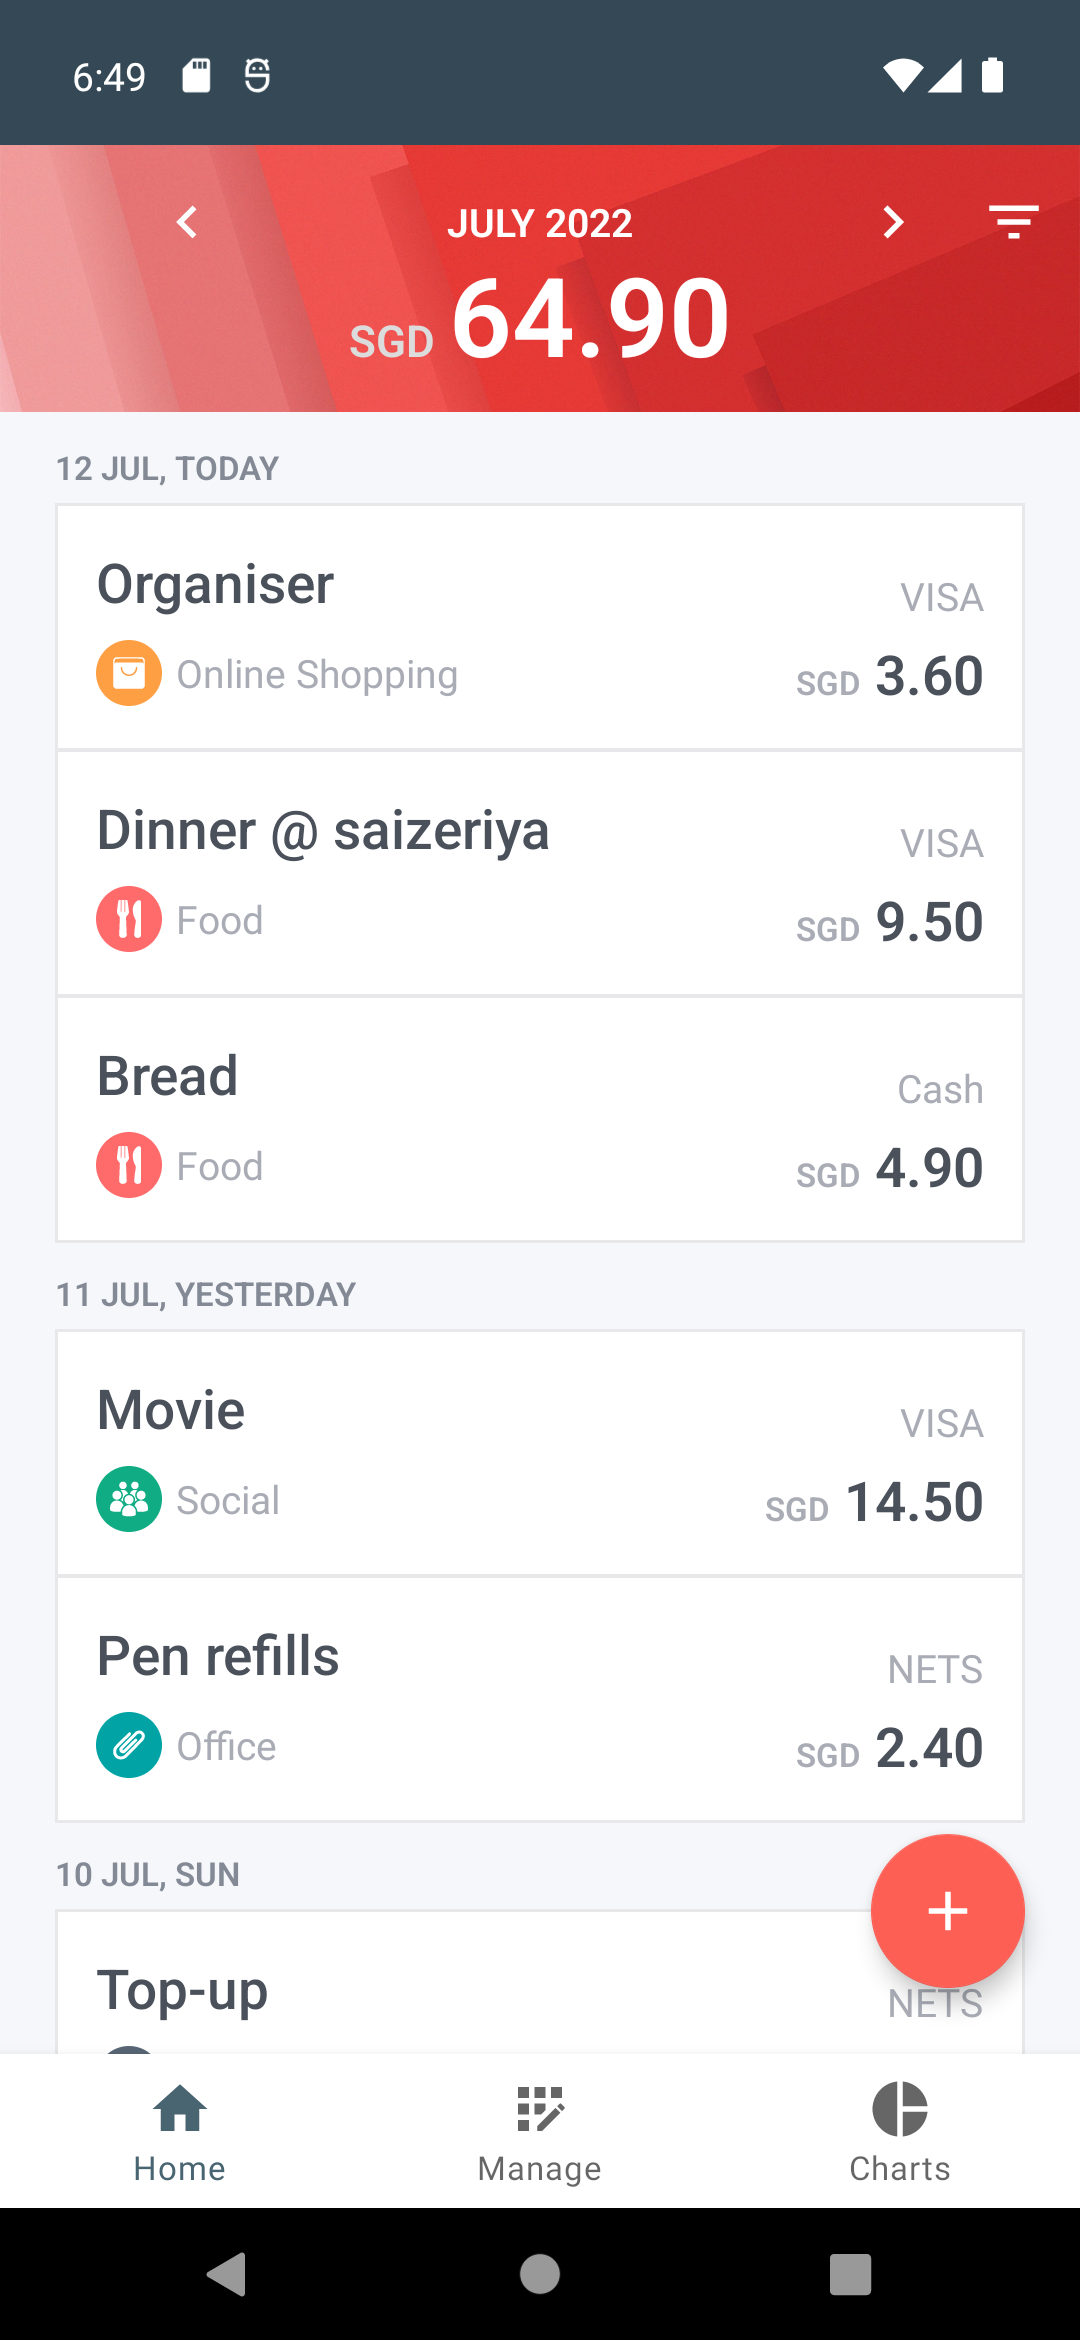 6:49
JULY 2022
SGD 64.90
12 JUL, TODAY
Organiser
VISA
Online Shopping
SGD 3.60
Dinner @ saizeriya
VISA
Food
SGD 9.50
Bread
Cash
Food
SGD 4.90
11 JUL, YESTERDAY
Movie
VISA
Social
SGD 14.50
Pen refills
NETS
Office
SGD 2.40
10 JUL, SUN
Top-up
NETS
Home
Manage
Charts